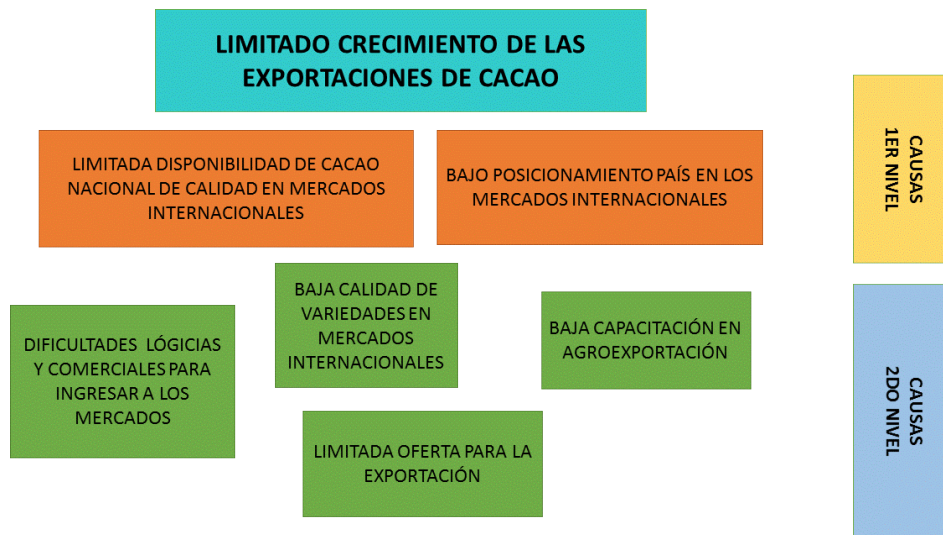 LIMITADO CRECIMIENTO DE LAS
EXPORTACIONES DE CACAO
LIMITADA DISPONIBILIDAD DE CACAO
NACIONAL DE CALIDAD EN MERCADOS
INTERNACIONALES
BAJO POSICIONAMIENTO PAÍS EN LOS
MERCADOS INTERNACIONALES
CAUSAS
1ER NIVEL
DIFICULTADES LÓGICIAS
Y COMERCIALES PARA
INGRESAR A LOS
MERCADOS
BAJA CALIDAD DE
VARIEDADES EN
MERCADOS
INTERNACIONALES
BAJA CAPACITACIÓN EN
AGROEXPORTACIÓN
LIMITADA OFERTA PARA LA
EXPORTACIÓN
CAUSAS
2DO NIVEL